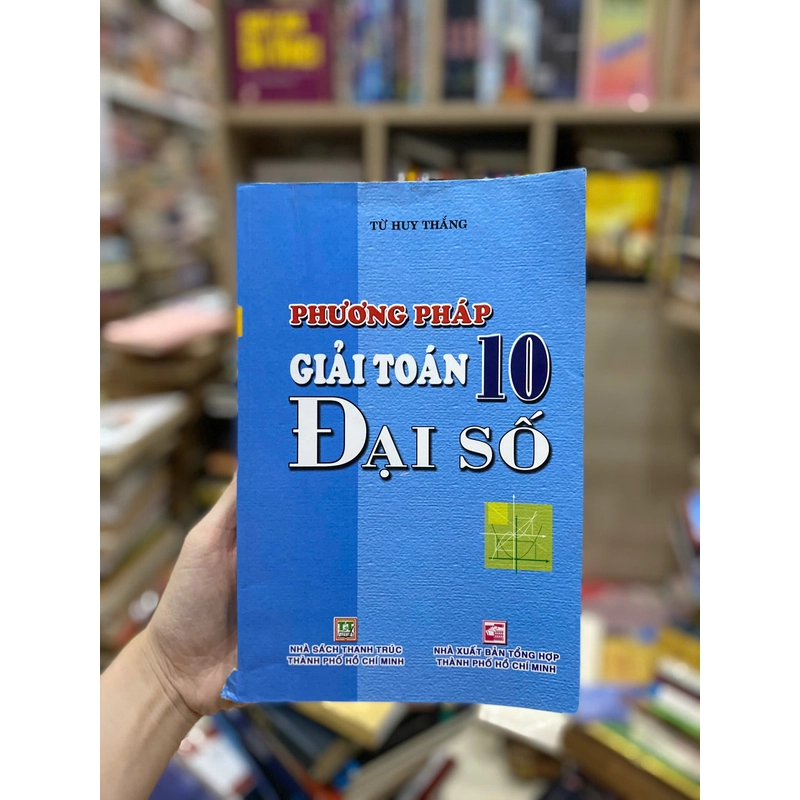 TỪ HUY THẮNG
PHƯƠNG PHÁP
GIẢI TOÁN 10
ĐẠI SỐ
NHÀ SÁCH THANH TRÚC
THÀNH PHỐ HỒ CHÍ MINH
NHÀ XUẤT BẢN TỔNG HỢP
THÀNH PHỐ HỒ CHÍ MINH